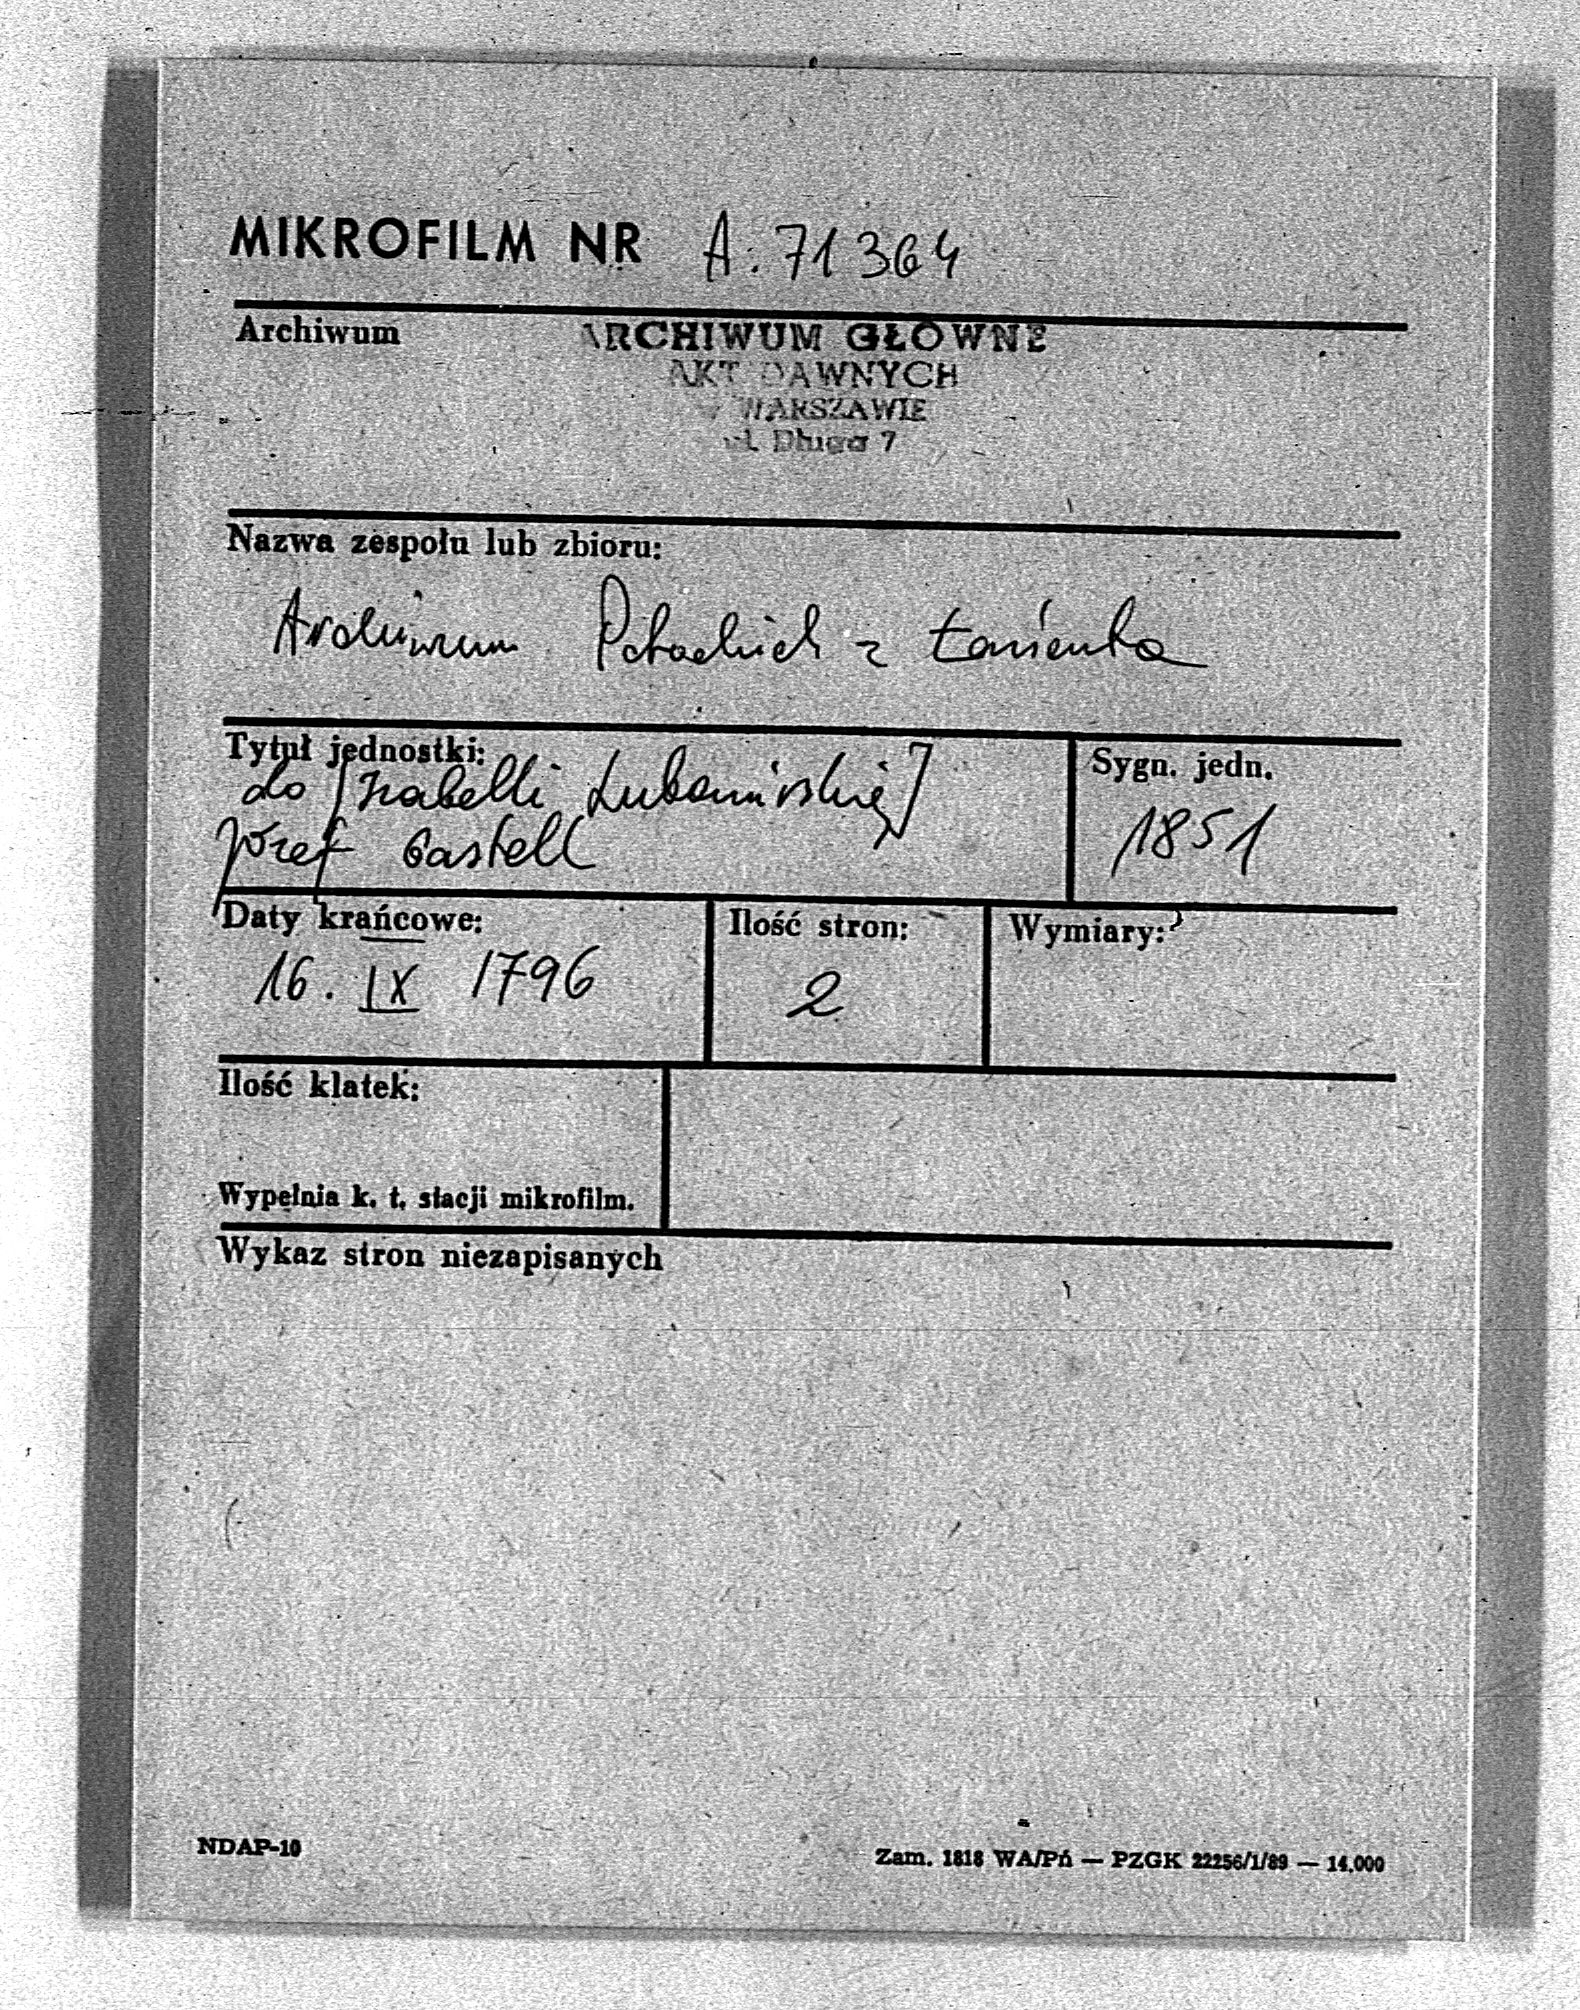 MIKROFILM NR A. 71364
Archiwum
ARCHIWUM GŁÓWNE
AKT DAWNYCH
W WARSZAWIE
ul. Długa 7
Nazwa zespołu lub zbioru:
Archiwum Potockich z Łańcuta
Tytuł jednostki:
do [Izabelli Lubomirskiej]
Józef Castell
Sygn. jedn.
1851
Daty krańcowe:
16. IX 1796
Ilość stron:
2
Wymiary:
Ilość klatek:
Wypełnia k. t. stacji mikrofilm.
Wykaz stron niezapisanych
NDAP-10
Zam. 1818 WA/Pń — PZGK 22256/1/89 — 14.000